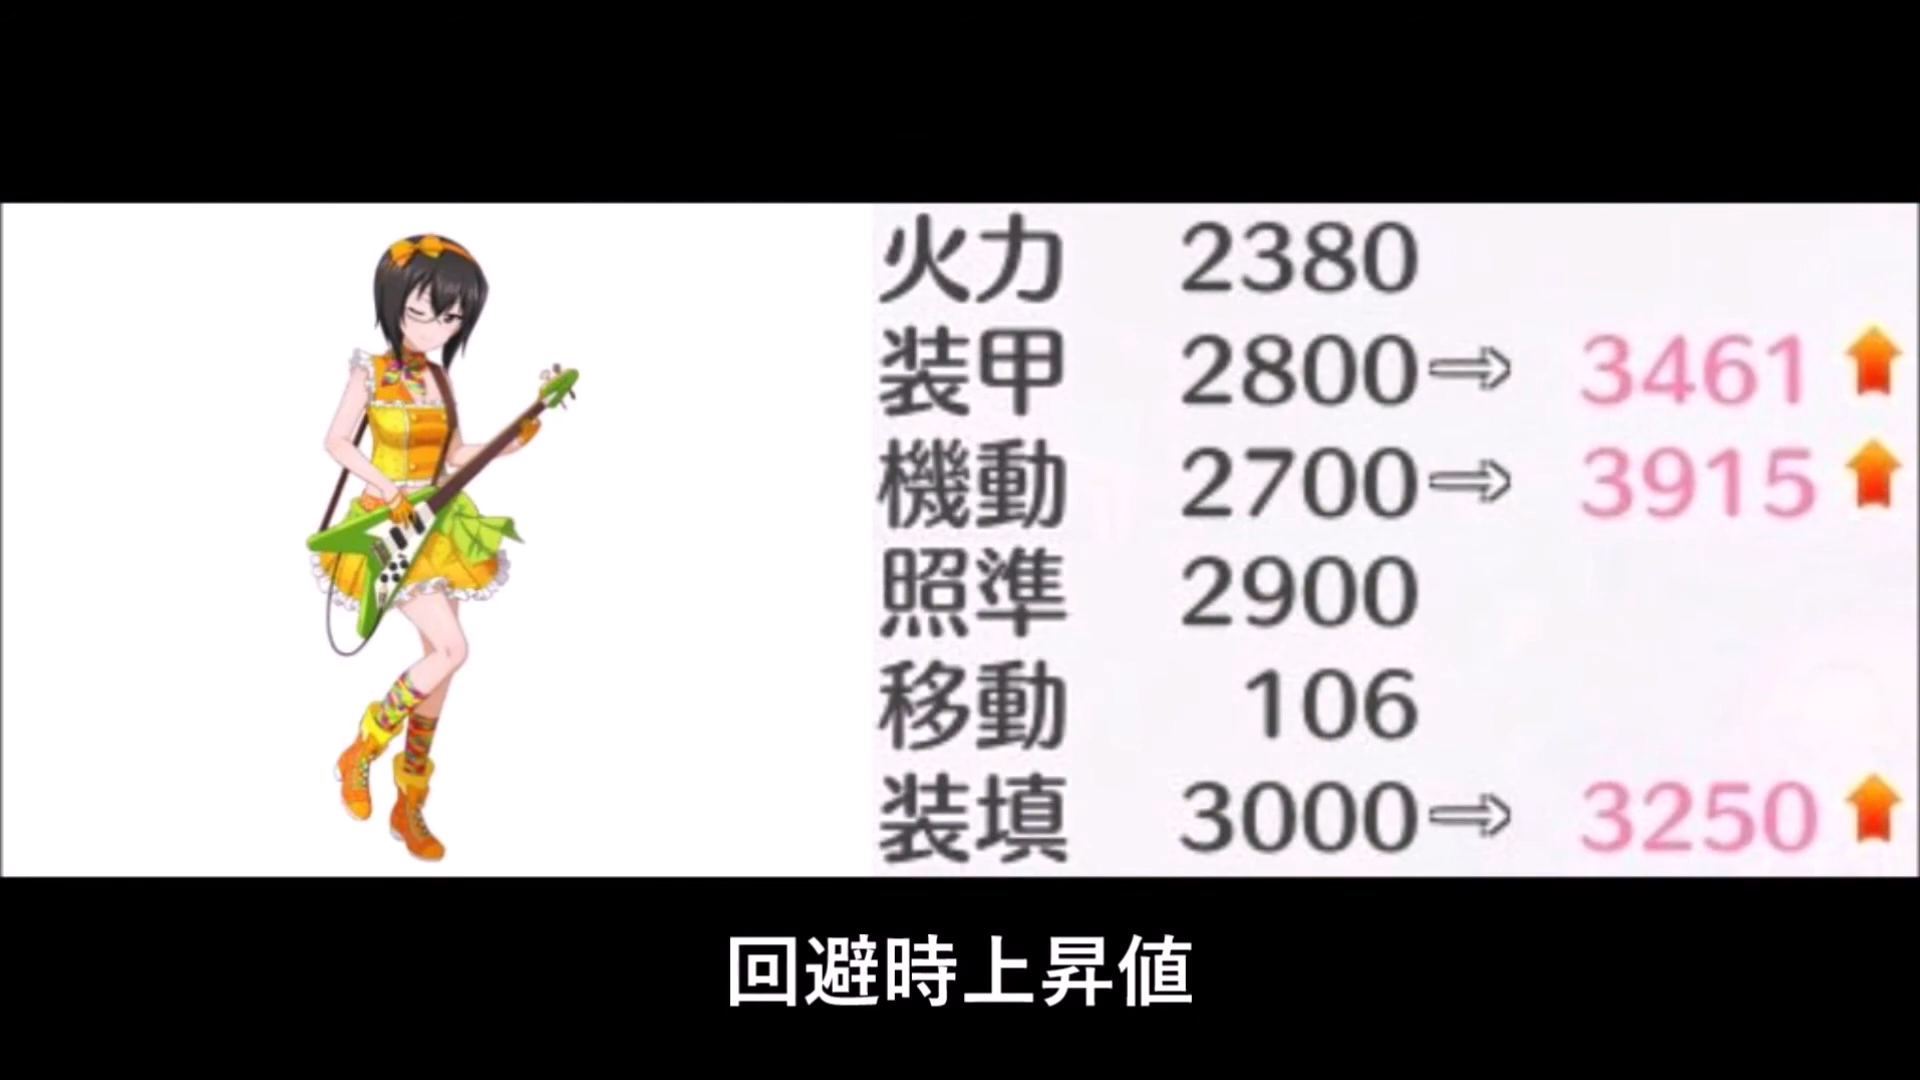 火力 2380
装甲 2800⇨ 3461
機動 2700⇨ 3915
照準 2900
移動 106
装填 3000⇨ 3250
回避時上昇値